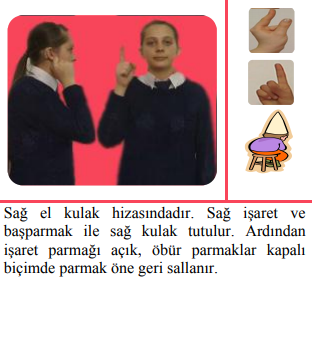 Sağ el kulak hizasındadır. Sağ işaret ve
başparmak ile sağ kulak tutulur. Ardından
işaret parmağı açık, öbür parmaklar kapalı
biçimde parmak öne geri sallanır.